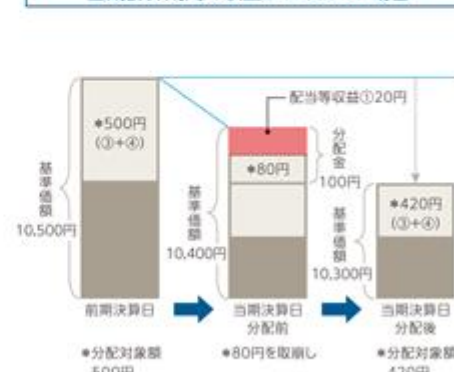 配当等収益①20円
*500円
(③+④)
基準価額
10,500円
分配金
100円
*80円
基準価額
10,400円
*420円
(③+④)
基準価額
10,300円
前期決算日
当期決算日
分配前
当期決算日
分配後
*分配対象額
500円
*80円を取崩し
*分配対象額
420円